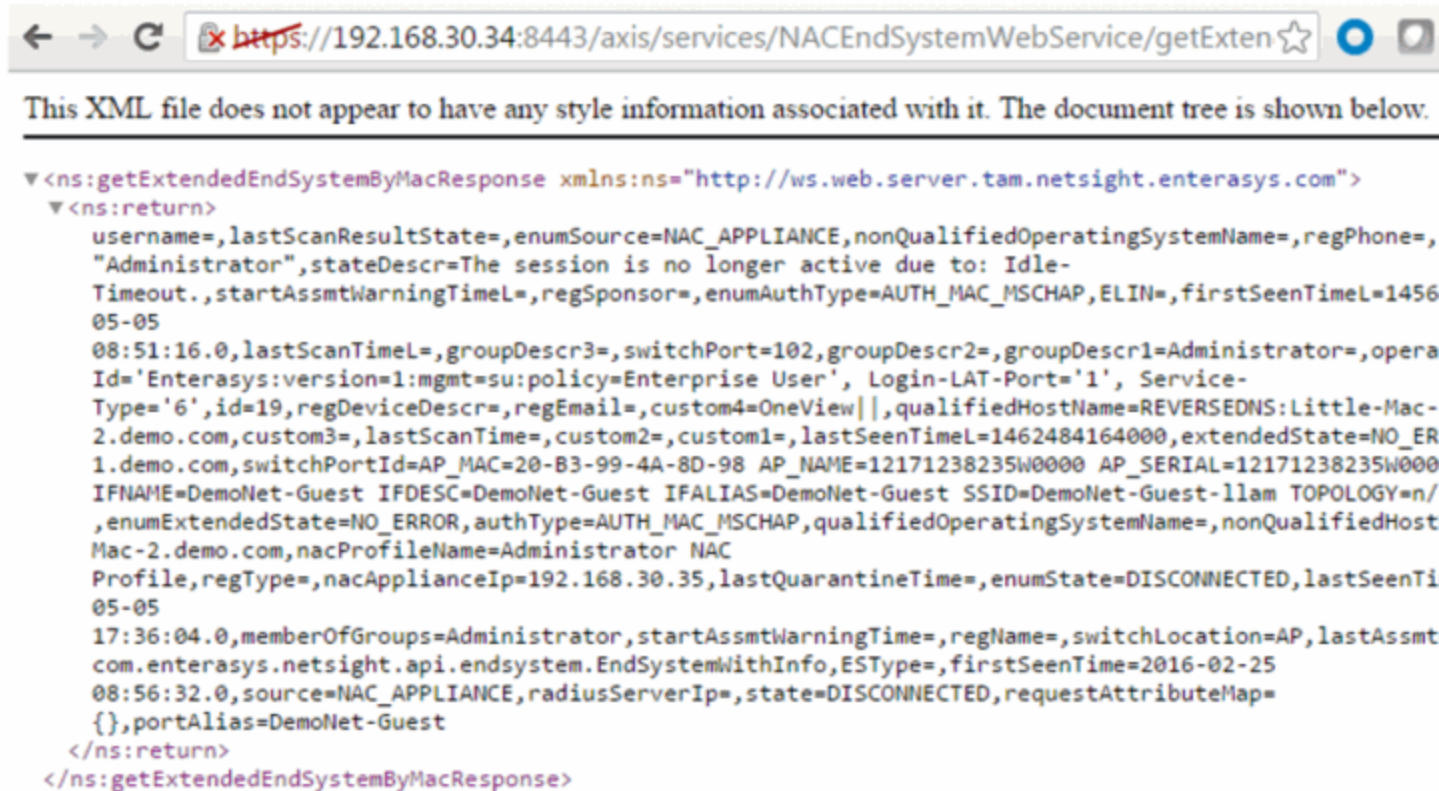 https://192.168.30.34:8443/axis/services/NACEndSystemWebService/getExten
This XML file does not appear to have any style information associated with it. The document tree is shown below.
▼<ns:getExtendedEndSystemByMacResponse xmlns:ns="http://ws.web.server.tam.netsight.enterasys.com">
▼<ns:return>
username=,lastScanResultState=,enumSource=NAC_APPLIANCE,nonQualifiedOperatingSystemName=,regPhone=,
"Administrator",stateDescr=The session is no longer active due to: Idle-
Timeout.,startAssmtWarningTimeL=,regSponsor=,enumAuthType=AUTH_MAC_MSCHAP,ELIN=,firstSeenTimeL=1456
05-05
08:51:16.0,lastScanTimeL=,groupDescr3=,switchPort=102,groupDescr2=,groupDescr1=Administrator=,opera
Id='Enterasys:version=1:mgmt=su:policy=Enterprise User', Login-LAT-Port='1', Service-
Type='6',id=19,regDeviceDescr=,regEmail=,custom4=OneView||,qualifiedHostName=REVERSEDNS:Little-Mac-
2.demo.com,custom3=,lastScanTime=,custom2=,custom1=,lastSeenTimeL=1462484164000,extendedState=NO_ER
1.demo.com,switchPortId=AP_MAC=20-B3-99-4A-8D-98 AP_NAME=12171238235W0000 AP_SERIAL=12171238235W000
IFNAME=DemoNet-Guest IFDESC=DemoNet-Guest IFALIAS=DemoNet-Guest SSID=DemoNet-Guest-llam TOPOLOGY=n/
,enumExtendedState=NO_ERROR,authType=AUTH_MAC_MSCHAP,qualifiedOperatingSystemName=,nonQualifiedHost
Mac-2.demo.com,nacProfileName=Administrator NAC
Profile,regType=,nacApplianceIp=192.168.30.35,lastQuarantineTime=,enumState=DISCONNECTED,lastSeenTi
05-05
17:36:04.0,memberOfGroups=Administrator,startAssmtWarningTime=,regName=,switchLocation=AP,lastAssmt
com.enterasys.netsight.api.endsystem.EndSystemWithInfo,ESType=,firstSeenTime=2016-02-25
08:56:32.0,source=NAC_APPLIANCE,radiusServerIp=,state=DISCONNECTED,requestAttributeMap=
{},portAlias=DemoNet-Guest
</ns:return>
</ns:getExtendedEndSystemByMacResponse>